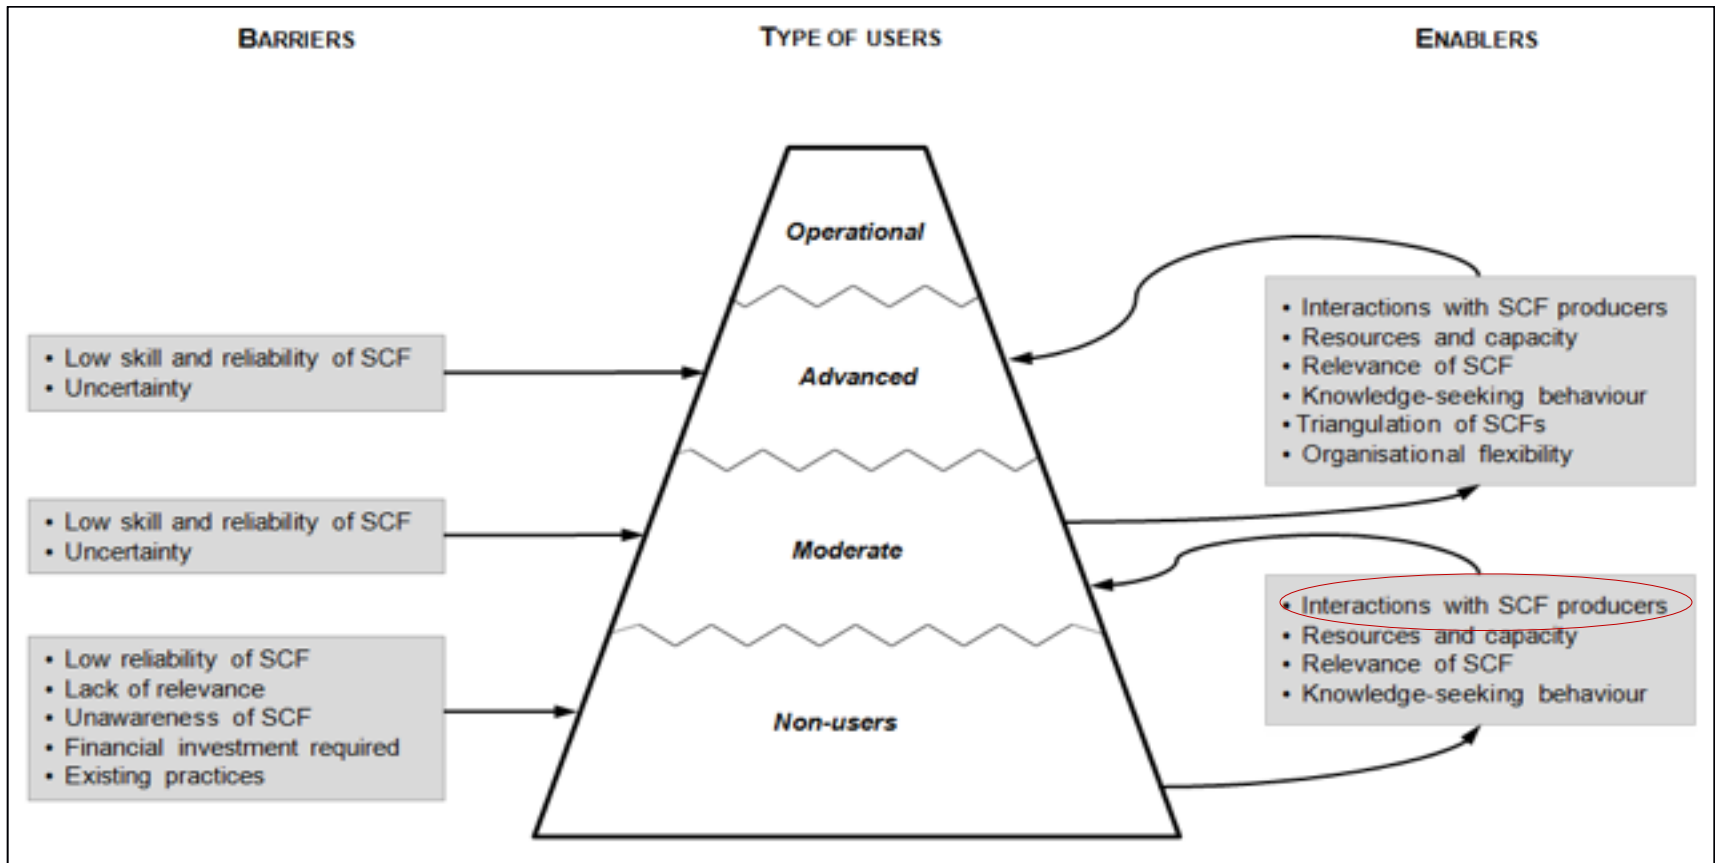 BARRIERS
TYPE OF USERS
ENABLERS
Operational
Advanced
Moderate
Non-users
• Low skill and reliability of SCF
• Uncertainty
• Low skill and reliability of SCF
• Uncertainty
• Low reliability of SCF
• Lack of relevance
• Unawareness of SCF
• Financial investment required
• Existing practices
• Interactions with SCF producers
• Resources and capacity
• Relevance of SCF
• Knowledge-seeking behaviour
• Triangulation of SCFs
• Organisational flexibility
• Interactions with SCF producers
• Resources and capacity
• Relevance of SCF
• Knowledge-seeking behaviour